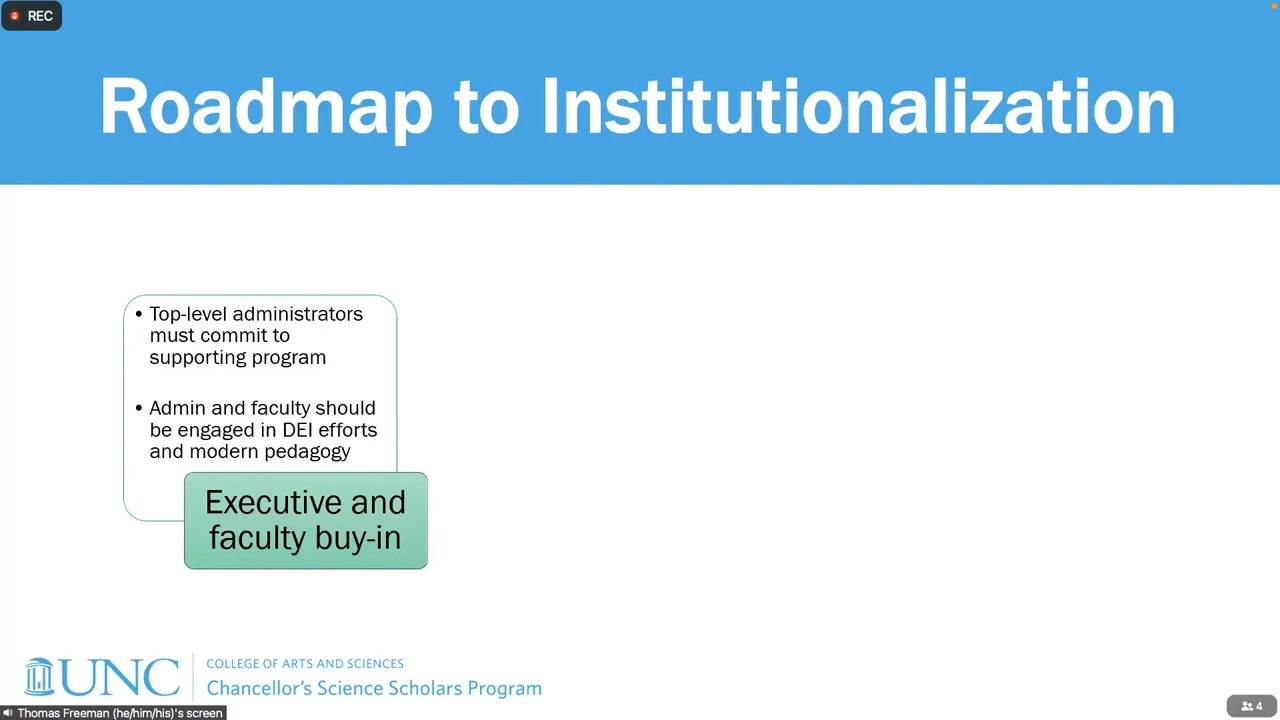 REC
Roadmap to Institutionalization
• Top-level administrators
must commit to
supporting program
• Admin and faculty should
be engaged in DEI efforts
and modern pedagogy
Executive and
faculty buy-in
UNC
COLLEGE OF ARTS AND SCIENCES
Chancellor's Science Scholars Program
Thomas Freeman (he/him/his)'s screen
4